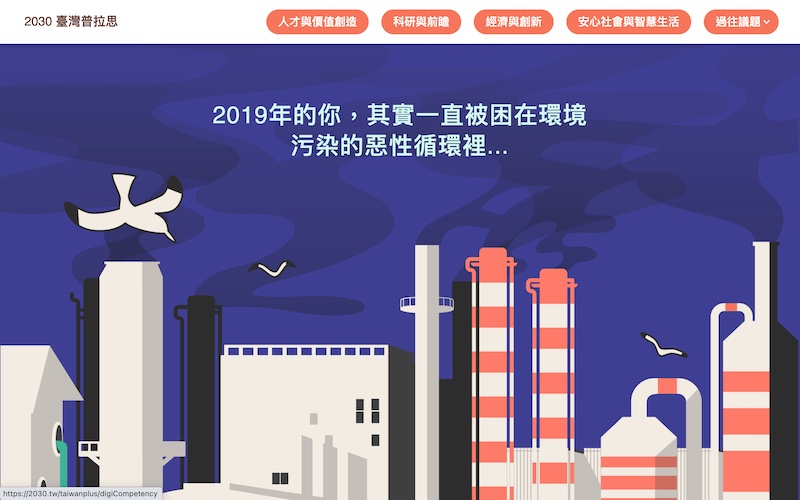 2030 臺灣普拉思
人才與價值創造
科研與前瞻
經濟與創新
安心社會與智慧生活
過往議題
2019年的你，其實一直被困在環境
污染的惡性循環裡...
https://2030.tw/taiwanplus/digiCompetency